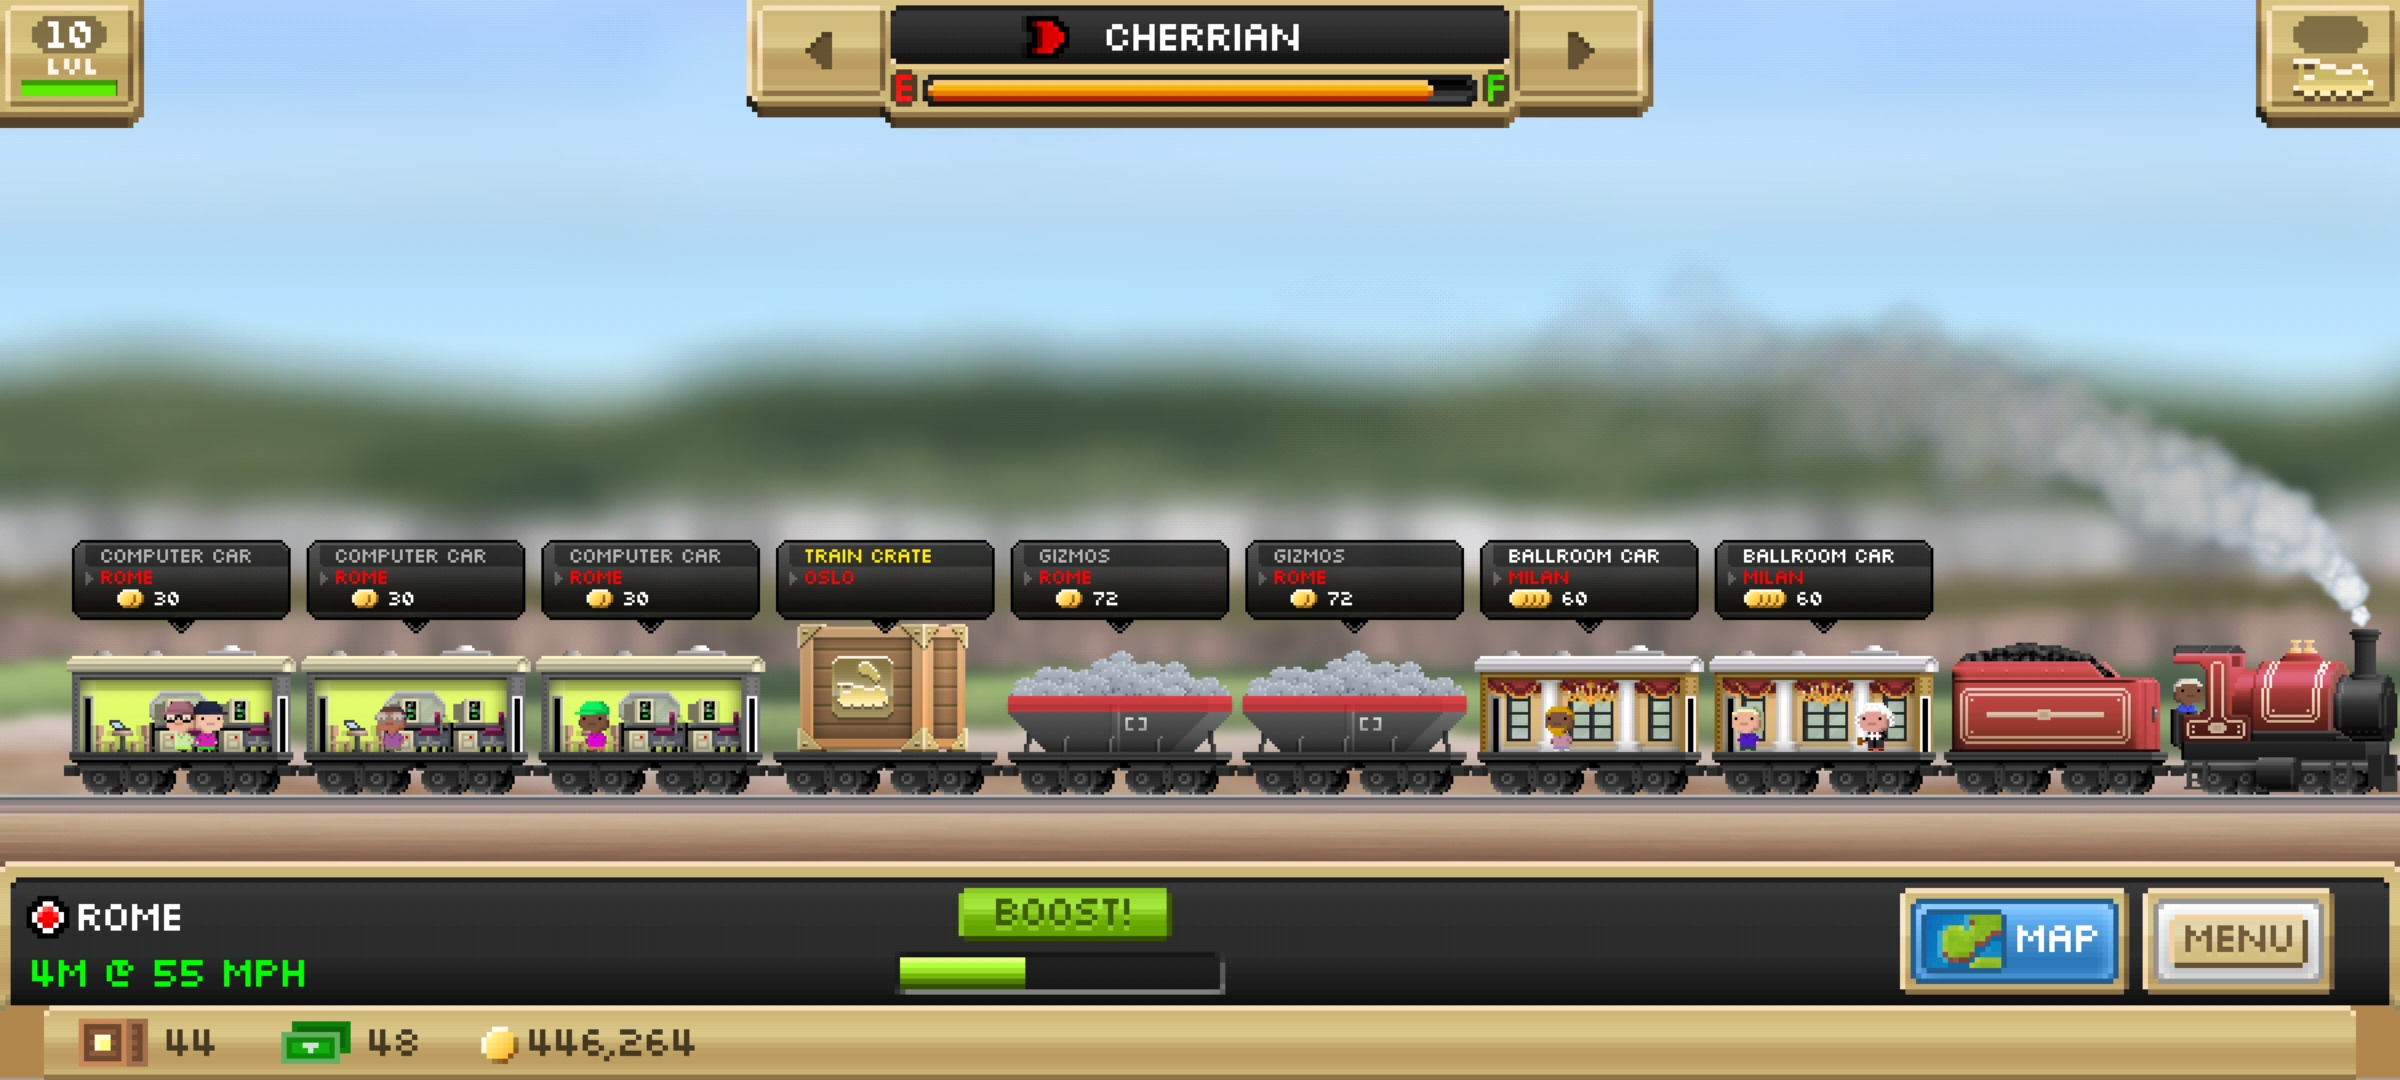 10
LVL
CHERRIAN
E F
COMPUTER CAR
ROME
30
COMPUTER CAR
ROME
30
COMPUTER CAR
ROME
30
TRAIN CRATE
OSLO
GIZMOS
ROME
72
GIZMOS
ROME
72
BALLROOM CAR
MILAN
60
BALLROOM CAR
MILAN
60
ROME
4M @ 55 MPH
BOOST!
MAP
MENU
44
48
446,264